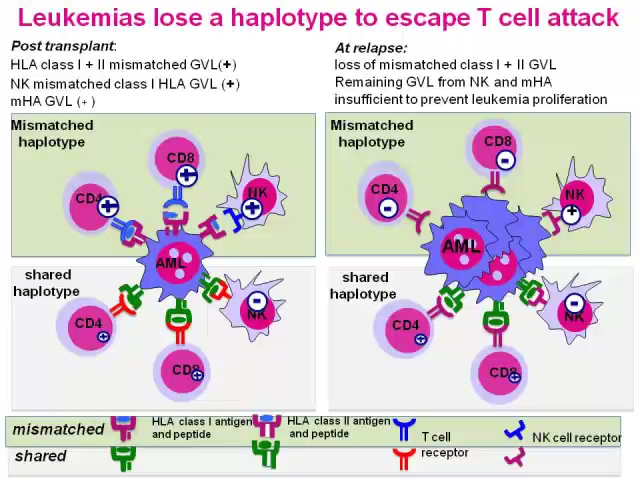 Leukemias lose a haplotype to escape T cell attack
Post transplant:
HLA class I + II mismatched GVL(+)
NK mismatched class I HLA GVL (+)
mHA GVL (+)
At relapse:
loss of mismatched class I + II GVL
Remaining GVL from NK and mHA
insufficient to prevent leukemia proliferation
Mismatched
haplotype
CD8
+
CD4
+
NK
+
AML
shared
haplotype
CD4
+
CD8
+
-
NK
Mismatched
haplotype
CD8
-
CD4
-
NK
+
AML
shared
haplotype
CD4
+
CD8
+
-
NK
mismatched
HLA class I antigen
and peptide
HLA class II antigen
and peptide
T cell
receptor
NK cell receptor
shared